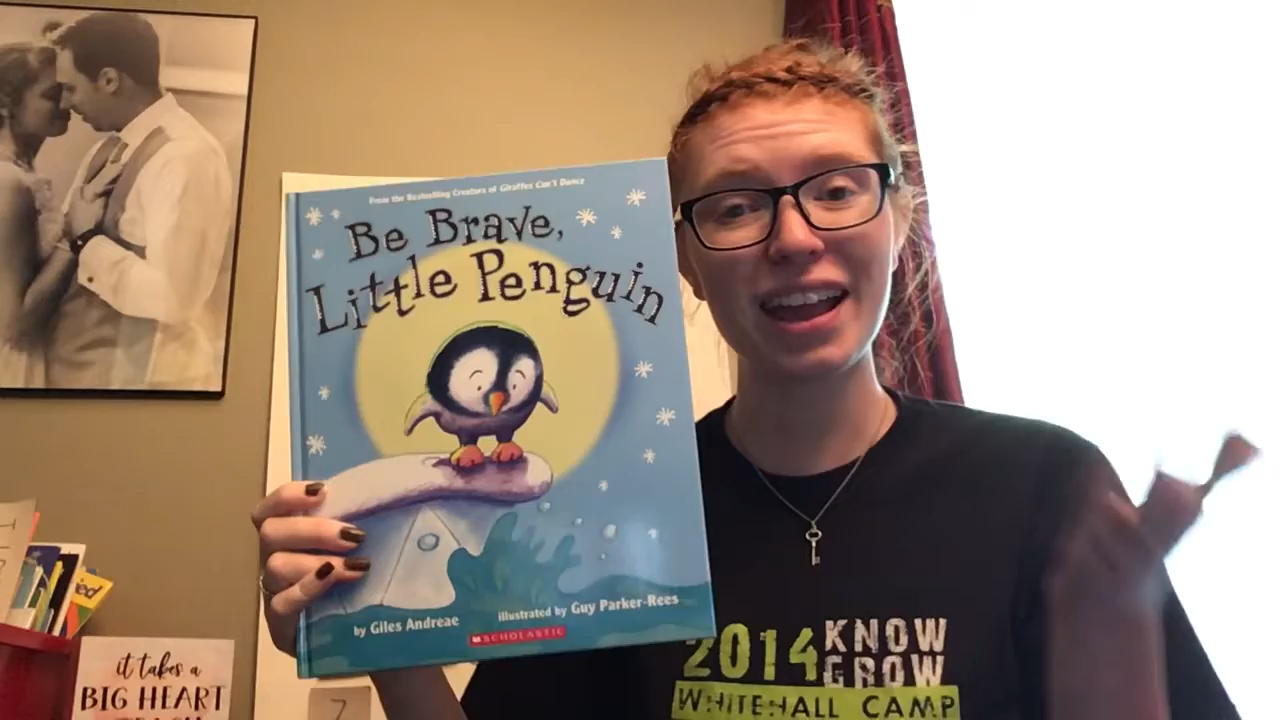 From the Bestselling Creators of Giraffes Can't Dance
Be Brave,
Little Penguin
by Giles Andreae
illustrated by Guy Parker-Rees
SCHOLASTIC
2014 KNOW
GROW
WHITEHALL CAMP
it takes a
BIG HEART